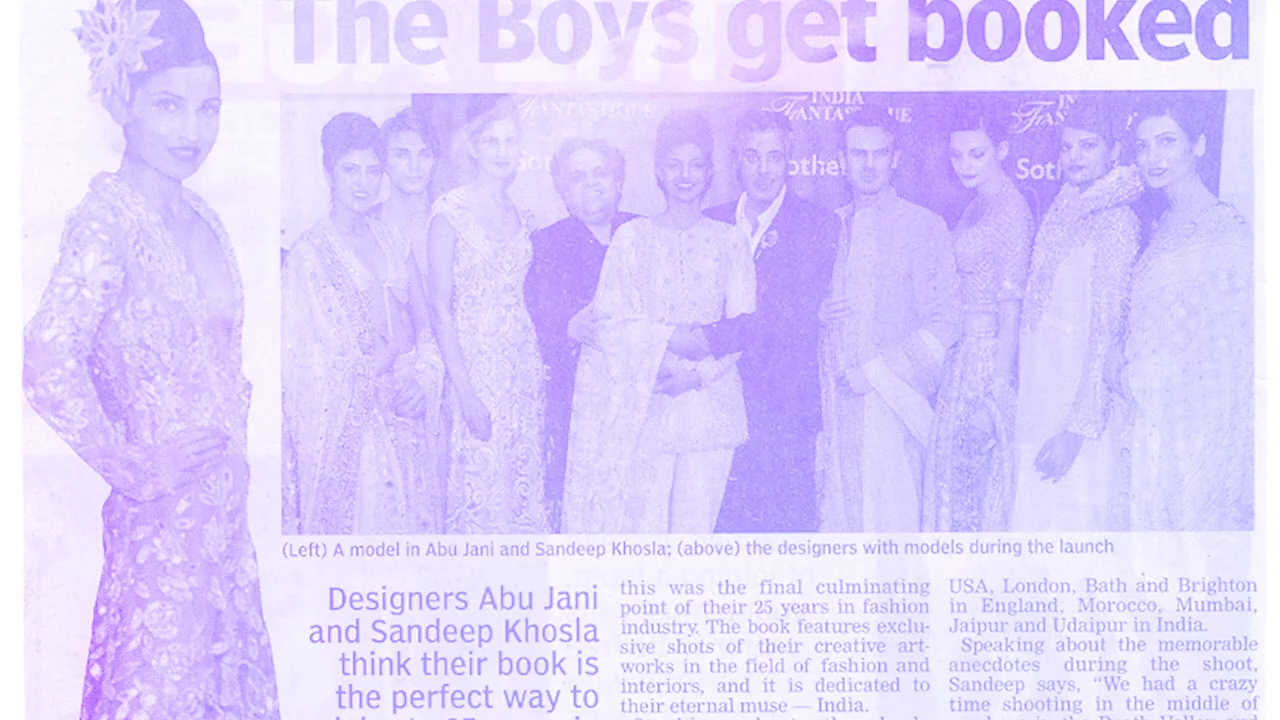 The Boys get booked
INDIA
FANTASTIQUE
(Left) A model in Abu Jani and Sandeep Khosla; (above) the designers with models during the launch
Designers Abu Jani
and Sandeep Khosla
think their book is
the perfect way to
this was the final culminating
point of their 25 years in fashion
industry. The book features exclu-
sive shots of their creative art-
works in the field of fashion and
interiors, and it is dedicated to
their eternal muse — India.
USA, London, Bath and Brighton
in England, Morocco, Mumbai,
Jaipur and Udaipur in India.
Speaking about the memorable
anecdotes during the shoot,
Sandeep says, “We had a crazy
time shooting in the middle of